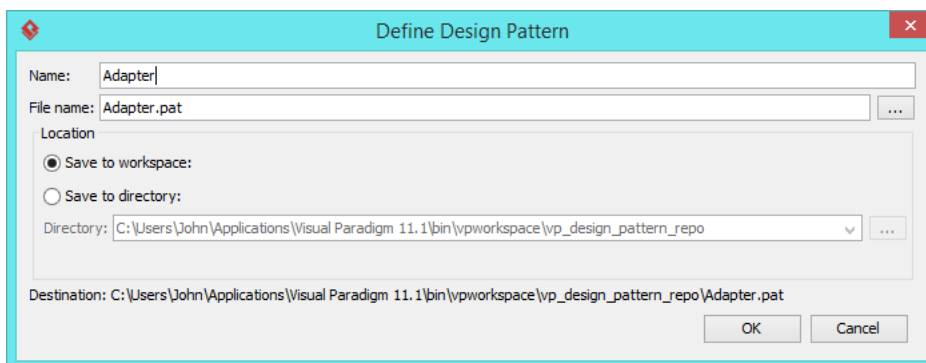 Define Design Pattern
Name: Adapter
File name: Adapter.pat ...
Location
Save to workspace:
Save to directory:
Directory: C:\Users\John\Applications\Visual Paradigm 11.1\bin\vpworkspace\vp_design_pattern_repo ...
Destination: C:\Users\John\Applications\Visual Paradigm 11.1\bin\vpworkspace\vp_design_pattern_repo\Adapter.pat
OK Cancel